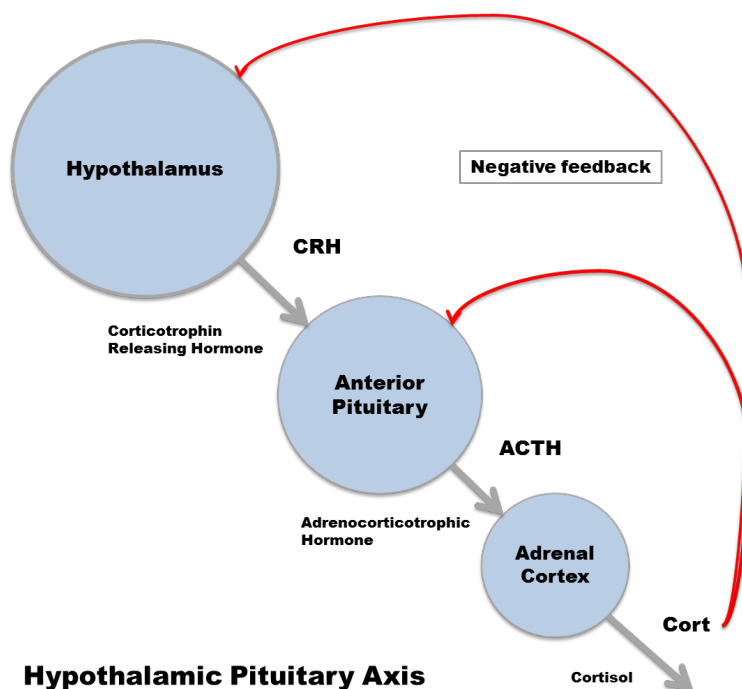 Hypothalamus
Negative feedback
CRH
Corticotrophin
Releasing Hormone
Anterior
Pituitary
ACTH
Adrenocorticotrophic
Hormone
Adrenal
Cortex
Cort
Cortisol
Hypothalamic Pituitary Axis